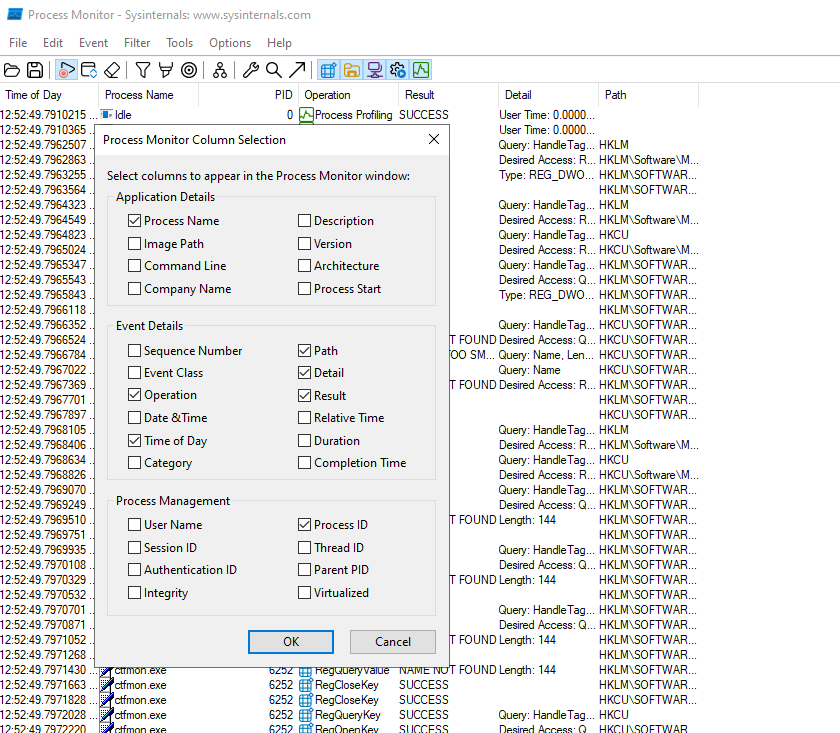 Process Monitor - Sysinternals: www.sysinternals.com
File Edit Event Filter Tools Options Help
Time of Day Process Name PID Operation Result Detail Path
12:52:49.7910215 ... Idle 0 Process Profiling SUCCESS User Time: 0.0000...
12:52:49.7910365 ... User Time: 0.0000...
12:52:49.7962507 ... Query: HandleTag... HKLM
12:52:49.7962863 ... Desired Access: R... HKLM\Software\M...
12:52:49.7963255 ... Type: REG_DWO... HKLM\SOFTWAR...
12:52:49.7963564 ... HKLM\SOFTWAR...
12:52:49.7964323 ... Query: HandleTag... HKLM
12:52:49.7964549 ... Desired Access: R... HKLM\Software\M...
12:52:49.7964823 ... Query: HandleTag... HKCU
12:52:49.7965024 ... Desired Access: R... HKCU\Software\M...
12:52:49.7965347 ... Query: HandleTag... HKLM\SOFTWAR...
12:52:49.7965543 ... Desired Access: Q... HKLM\SOFTWAR...
12:52:49.7965843 ... Type: REG_DWO... HKLM\SOFTWAR...
12:52:49.7966118 ... HKLM\SOFTWAR...
12:52:49.7966352 ... Query: HandleTag... HKCU\SOFTWAR...
12:52:49.7966524 ... T FOUND Desired Access: Q... HKCU\SOFTWAR...
12:52:49.7966784 ... OO SM... Query: Name, Len... HKCU\SOFTWAR...
12:52:49.7967022 ... Query: Name HKCU\SOFTWAR...
12:52:49.7967369 ... T FOUND Desired Access: R... HKLM\SOFTWAR...
12:52:49.7967701 ... HKLM\SOFTWAR...
12:52:49.7967897 ... HKCU\SOFTWAR...
12:52:49.7968105 ... Query: HandleTag... HKLM
12:52:49.7968406 ... Desired Access: R... HKLM\Software\M...
12:52:49.7968634 ... Query: HandleTag... HKCU
12:52:49.7968826 ... Desired Access: R... HKCU\Software\M...
12:52:49.7969070 ... Query: HandleTag... HKLM\SOFTWAR...
12:52:49.7969249 ... Desired Access: Q... HKLM\SOFTWAR...
12:52:49.7969510 ... T FOUND Length: 144 HKLM\SOFTWAR...
12:52:49.7969751 ... HKLM\SOFTWAR...
12:52:49.7969935 ... Query: HandleTag... HKLM\SOFTWAR...
12:52:49.7970108 ... Desired Access: Q... HKLM\SOFTWAR...
12:52:49.7970329 ... T FOUND Length: 144 HKLM\SOFTWAR...
12:52:49.7970532 ... HKLM\SOFTWAR...
12:52:49.7970701 ... Query: HandleTag... HKLM\SOFTWAR...
12:52:49.7970871 ... Desired Access: Q... HKLM\SOFTWAR...
12:52:49.7971052 ... T FOUND Length: 144 HKLM\SOFTWAR...
12:52:49.7971268 ... HKLM\SOFTWAR...
12:52:49.7971430 ... ctfmon.exe 6252 RegQueryValue NAME NOT FOUND Length: 144 HKLM\SOFTWAR...
12:52:49.7971663 ... ctfmon.exe 6252 RegCloseKey SUCCESS HKLM\SOFTWAR...
12:52:49.7971828 ... ctfmon.exe 6252 RegCloseKey SUCCESS HKCU\SOFTWAR...
12:52:49.7972028 ... ctfmon.exe 6252 RegQueryKey SUCCESS Query: HandleTag... HKCU
12:52:49.7972220 ... ctfmon.exe 6252 RegOpenKey SUCCESS Desired Access: Q... HKCU\SOFTWAR...
Process Monitor Column Selection
Select columns to appear in the Process Monitor window:
Application Details
Process Name Description
Image Path Version
Command Line Architecture
Company Name Process Start
Event Details
Sequence Number Path
Event Class Detail
Operation Result
Date &Time Relative Time
Time of Day Duration
Category Completion Time
Process Management
User Name Process ID
Session ID Thread ID
Authentication ID Parent PID
Integrity Virtualized
OK Cancel